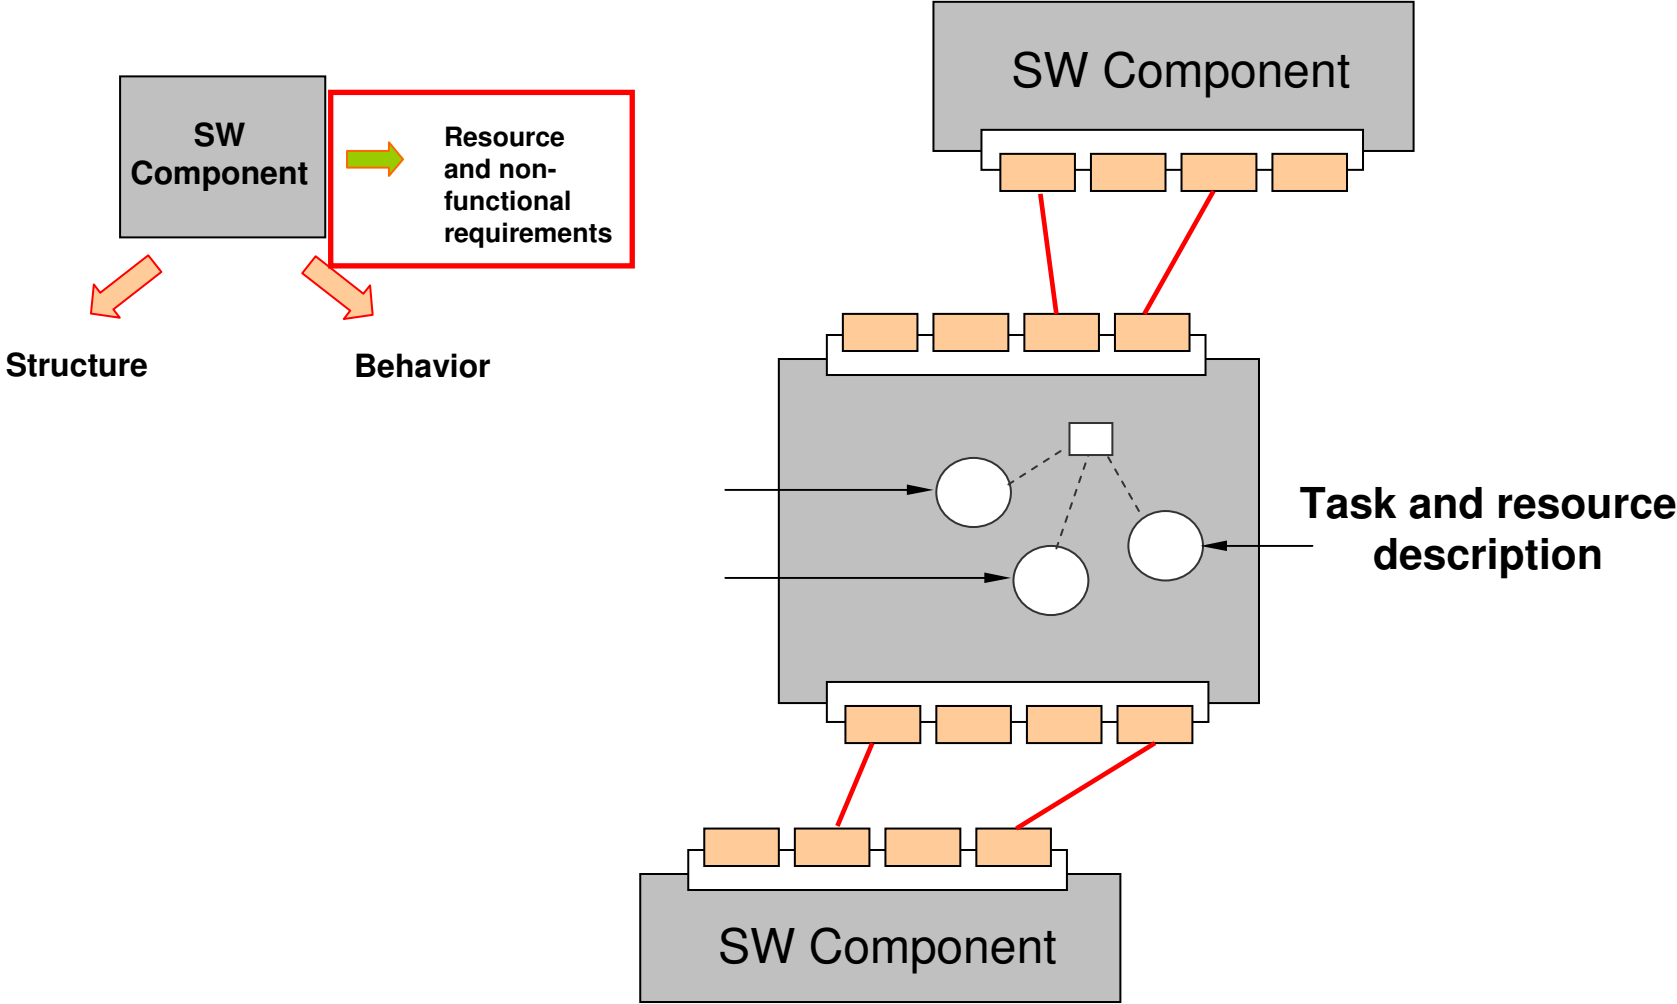 SW
Component
Resource
and non-
functional
requirements
Structure
Behavior
SW Component
Task and resource
description
SW Component